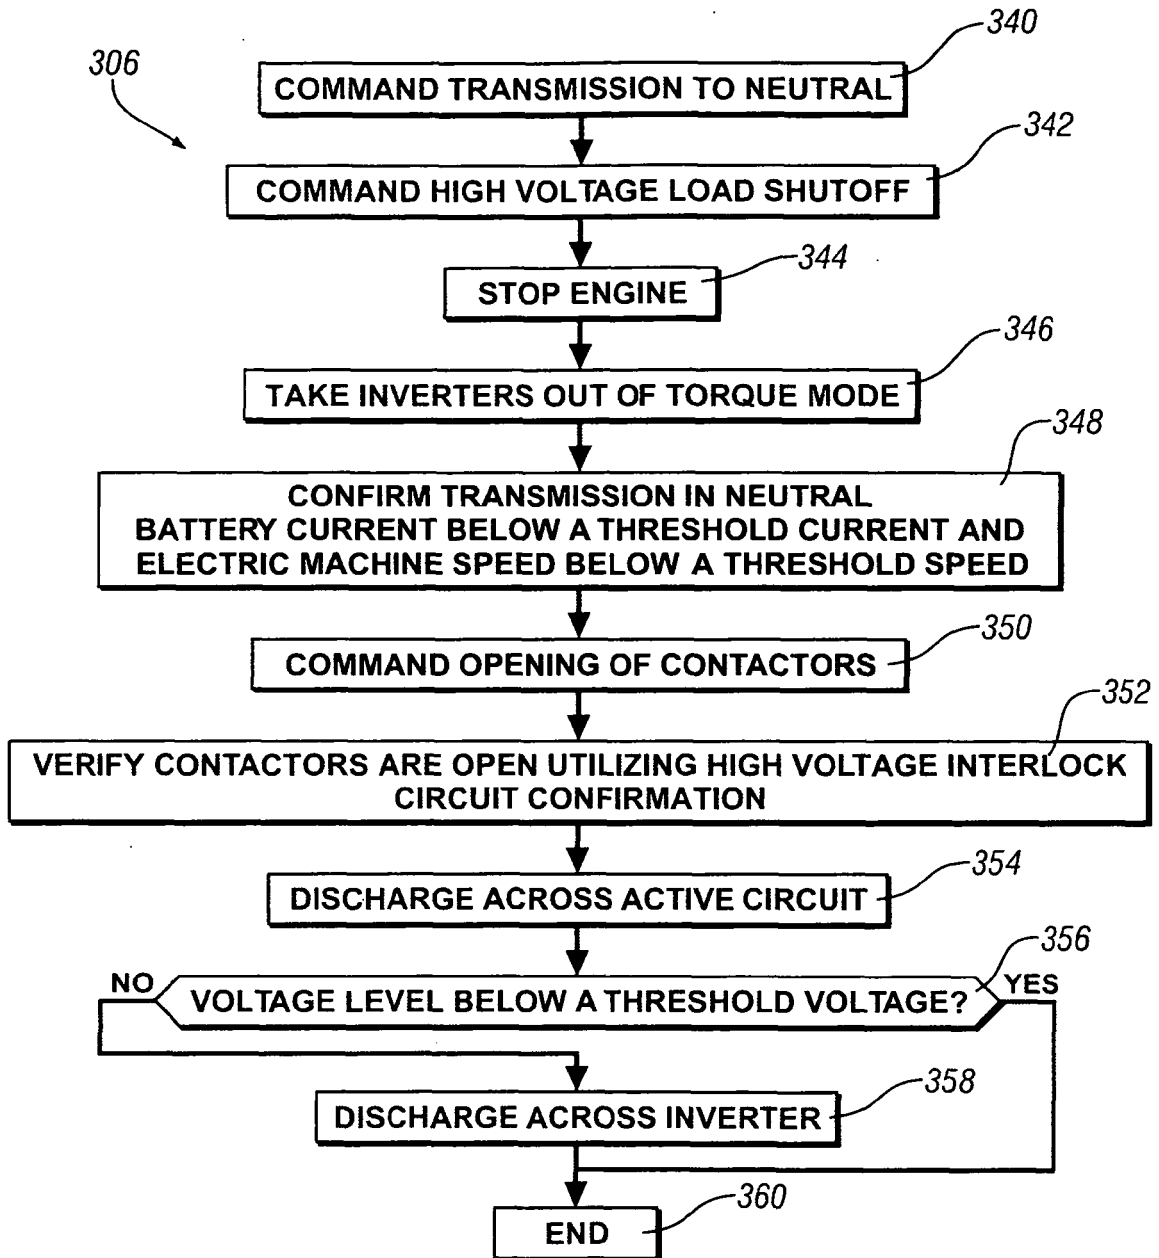 340
306
COMMAND TRANSMISSION TO NEUTRAL
342
COMMAND HIGH VOLTAGE LOAD SHUTOFF
344
STOP ENGINE
346
TAKE INVERTERS OUT OF TORQUE MODE
348
CONFIRM TRANSMISSION IN NEUTRAL
BATTERY CURRENT BELOW A THRESHOLD CURRENT AND
ELECTRIC MACHINE SPEED BELOW A THRESHOLD SPEED
350
COMMAND OPENING OF CONTACTORS
352
VERIFY CONTACTORS ARE OPEN UTILIZING HIGH VOLTAGE INTERLOCK
CIRCUIT CONFIRMATION
354
DISCHARGE ACROSS ACTIVE CIRCUIT
356
NO
YES
VOLTAGE LEVEL BELOW A THRESHOLD VOLTAGE?
358
DISCHARGE ACROSS INVERTER
360
END